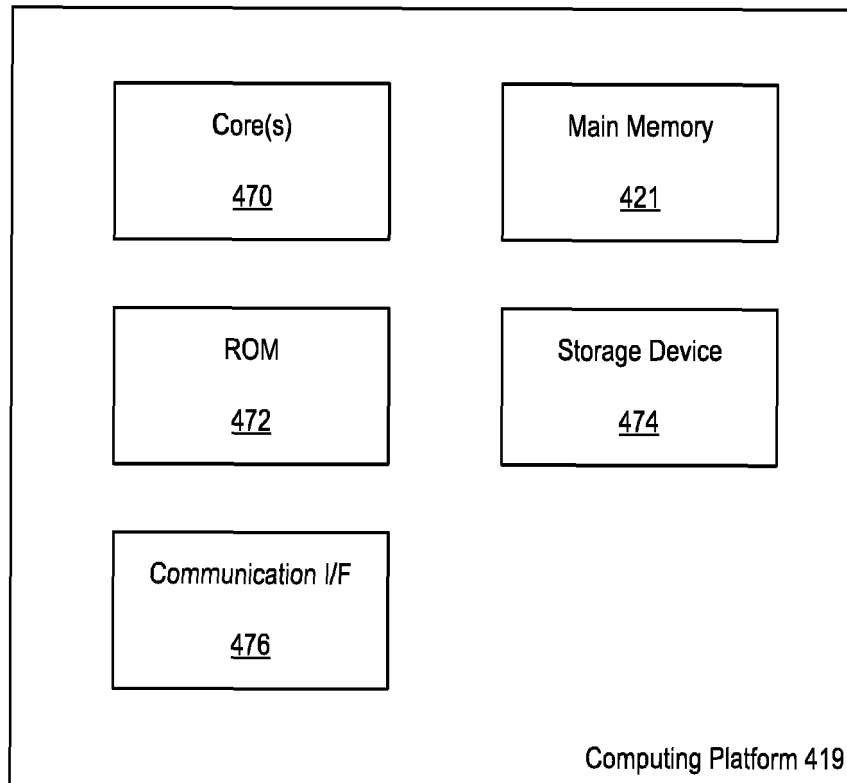 Core(s)
470
Main Memory
421
ROM
472
Storage Device
474
Communication I/F
476
Computing Platform 419